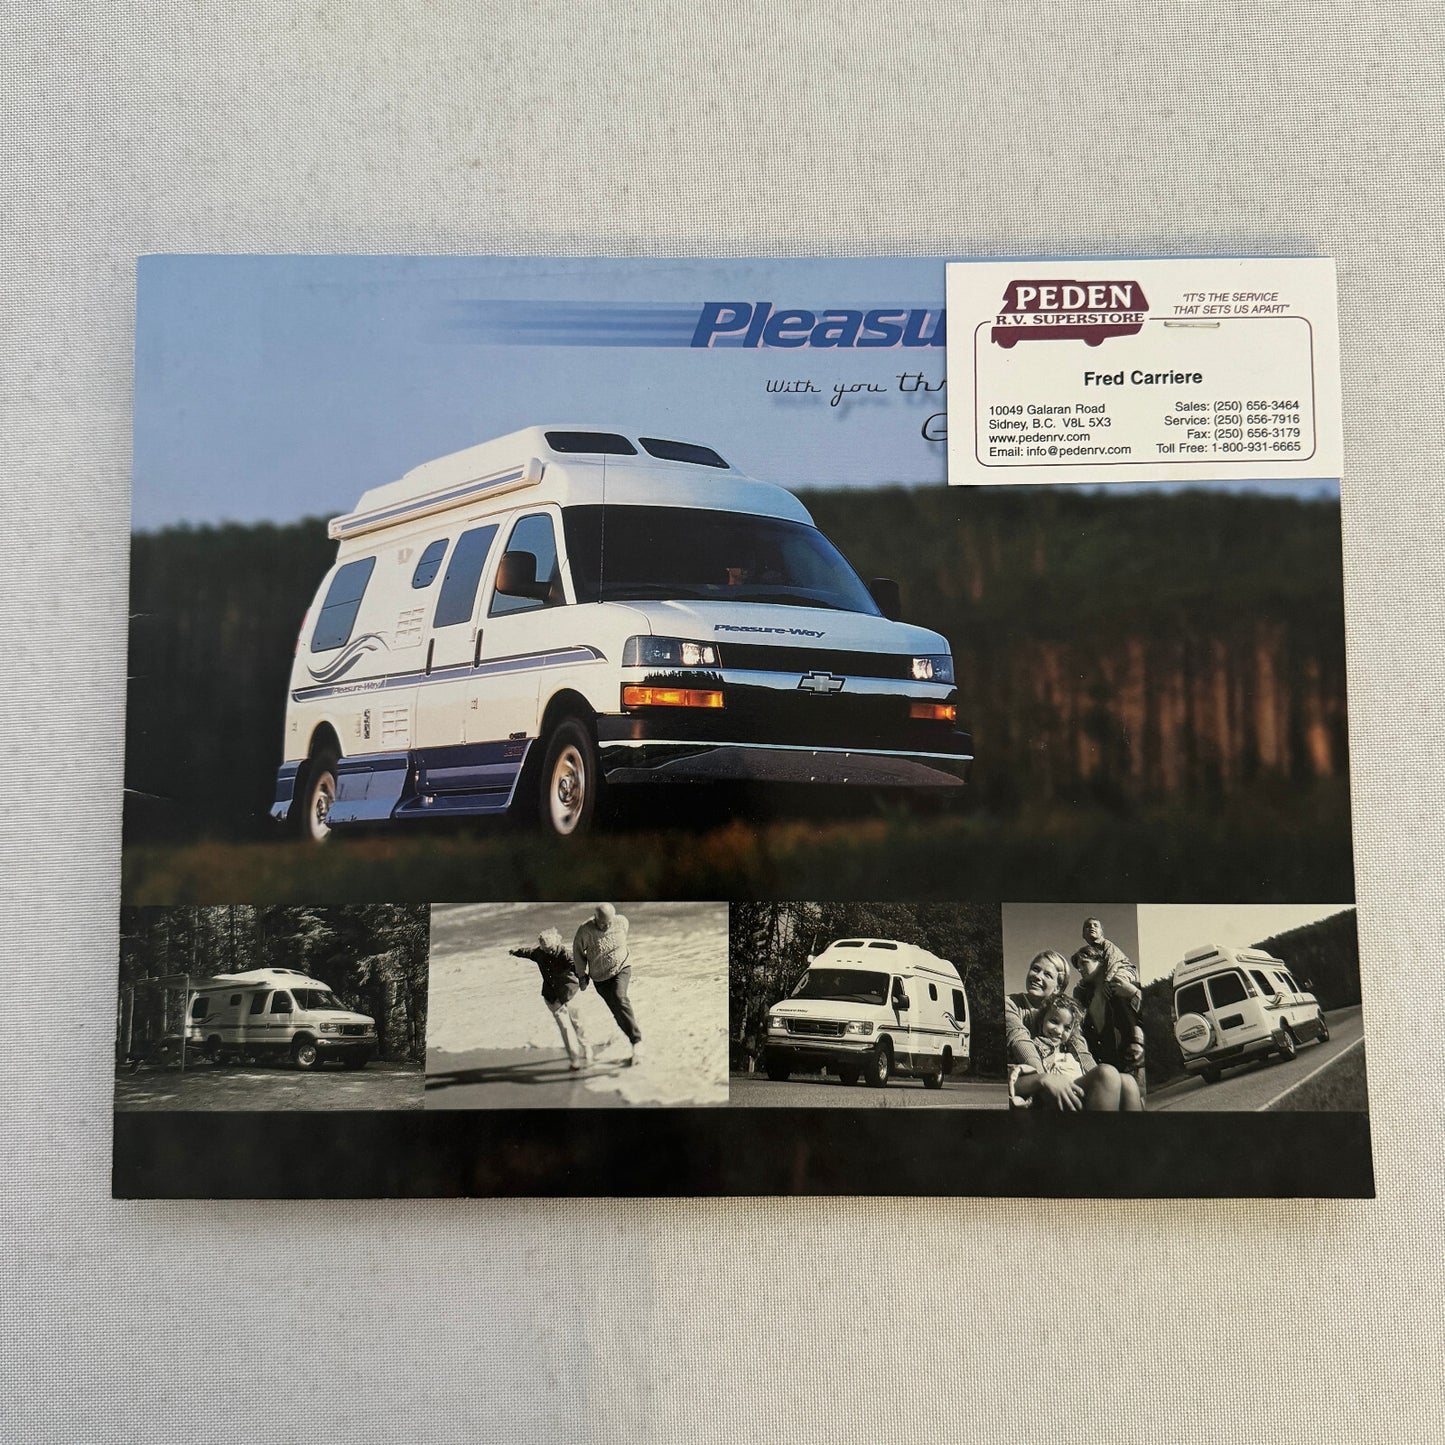 Pleasu
With you thr
PEDEN
R.V. SUPERSTORE
"IT'S THE SERVICE
THAT SETS US APART"
Fred Carriere
10049 Galaran Road
Sidney, B.C. V8L 5X3
www.pedenrv.com
Email: info@pedenrv.com
Sales: (250) 656-3464
Service: (250) 656-7916
Fax: (250) 656-3179
Toll Free: 1-800-931-6665
Pleasure-Way
Pleasure-Way